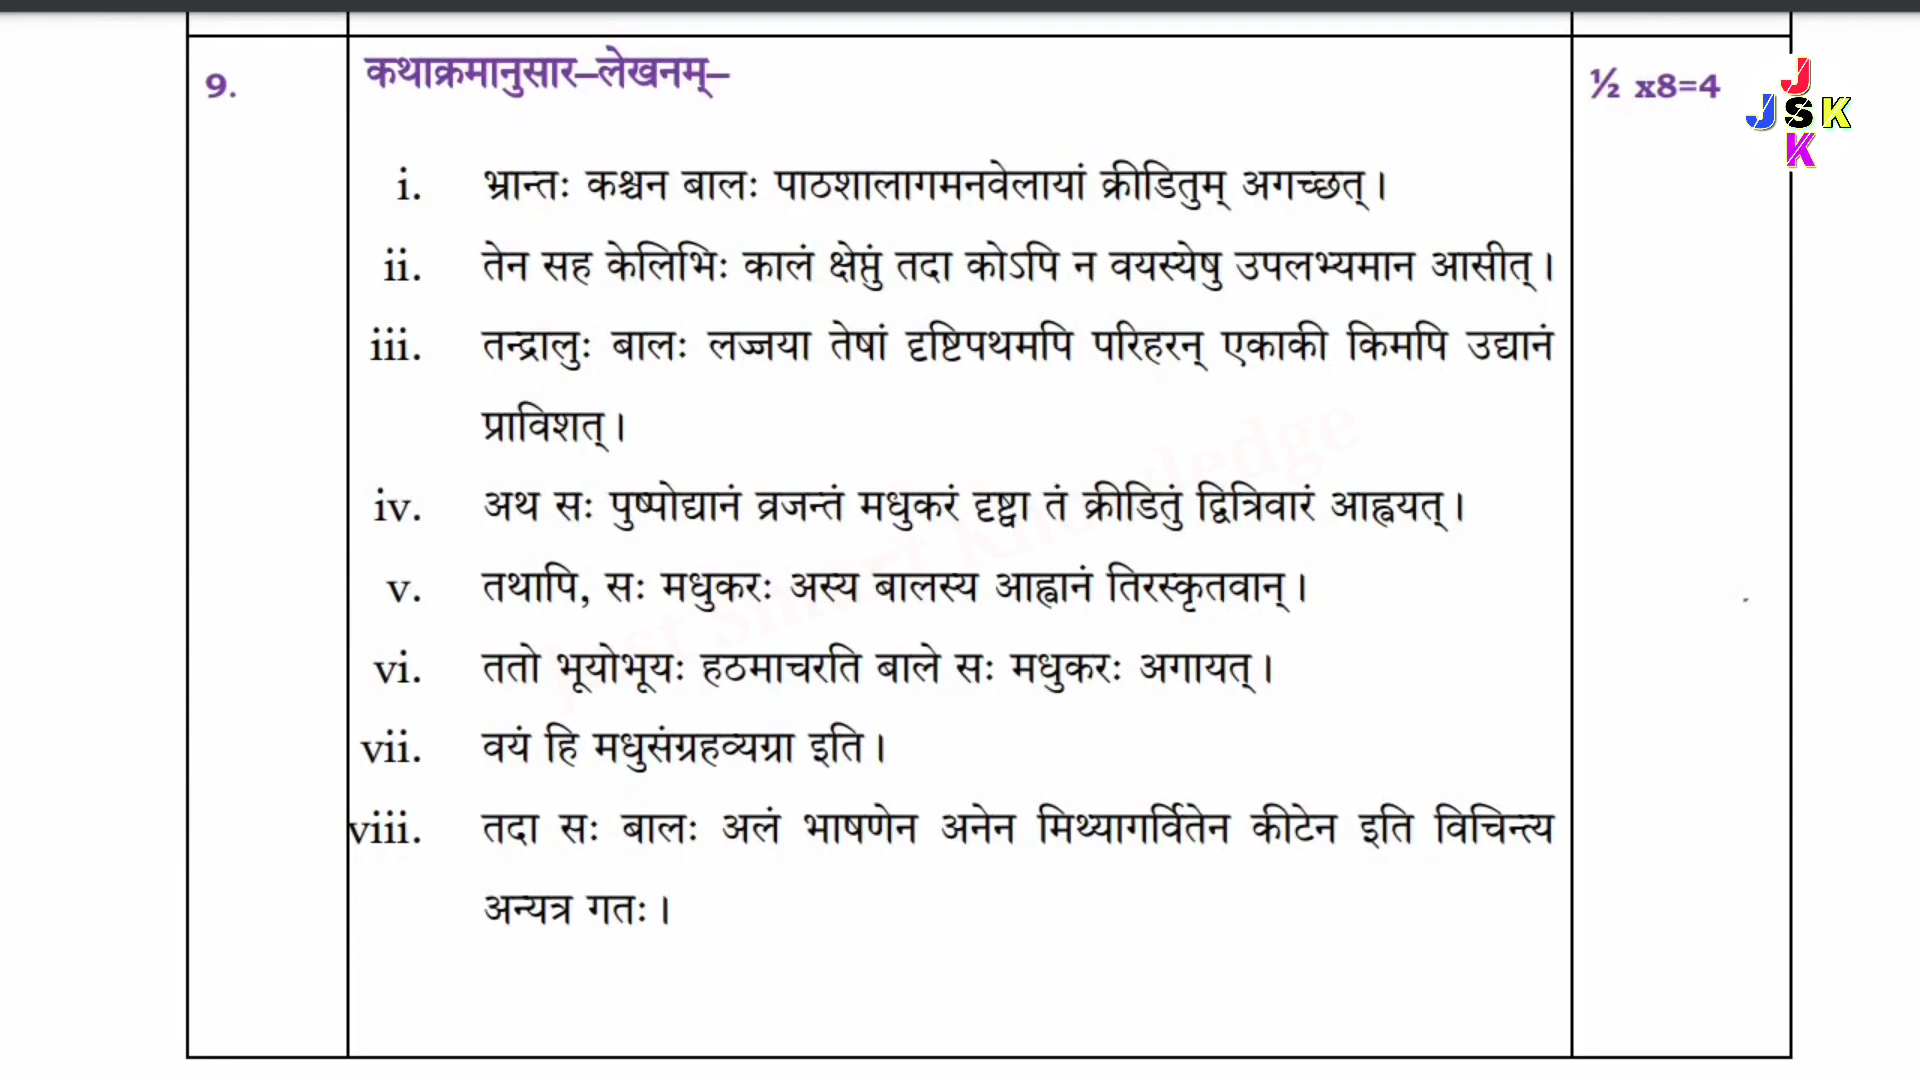 9. कथाक्रमानुसार–लेखनम्– ½ x8=4
J
JSK
K
i. भ्रान्तः कश्चन बालः पाठशालागमनवेलायां क्रीडितुम् अगच्छत्।
ii. तेन सह केलिभिः कालं क्षेप्तुं तदा कोऽपि न वयस्येषु उपलभ्यमान आसीत्।
iii. तन्द्रालुः बालः लज्जया तेषां दृष्टिपथमपि परिहरन् एकाकी किमपि उद्यानं
प्राविशत्।
iv. अथ सः पुष्पोद्यानं व्रजन्तं मधुकरं दृष्ट्वा तं क्रीडितुं द्वित्रिवारं आह्वयत्।
v. तथापि, सः मधुकरः अस्य बालस्य आह्वानं तिरस्कृतवान्।
vi. ततो भूयोभूयः हठमाचरति बाले सः मधुकरः अगायत्।
vii. वयं हि मधुसंग्रहव्यग्रा इति।
viii. तदा सः बालः अलं भाषणेन अनेन मिथ्यागर्वितेन कीटेन इति विचिन्त्य
अन्यत्र गतः।
Just Smart Knowledge